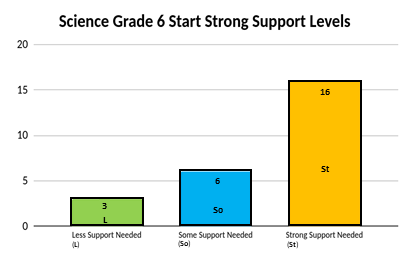 Science Grade 6 Start Strong Support Levels
20
15
10
5
0
3
L
6
So
16
St
Less Support Needed
(L)
Some Support Needed
(So)
Strong Support Needed
(St)